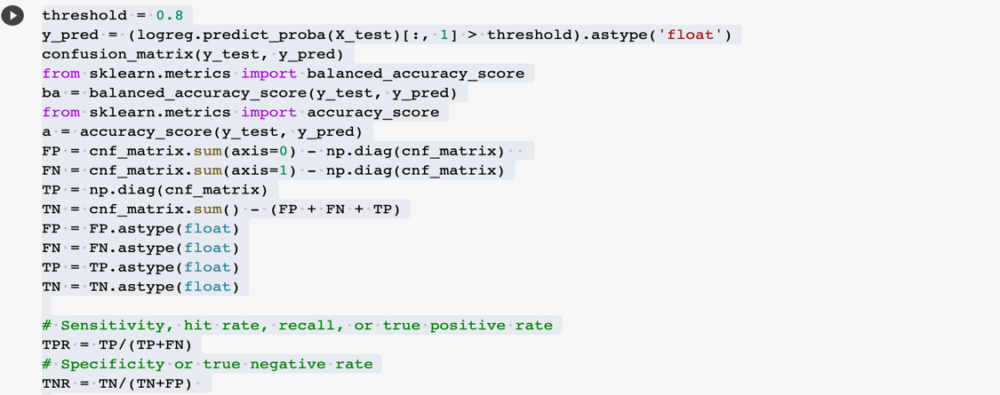 threshold = 0.8
y_pred = (logreg.predict_proba(X_test)[:, 1] > threshold).astype('float')
confusion_matrix(y_test, y_pred)
from sklearn.metrics import balanced_accuracy_score
ba = balanced_accuracy_score(y_test, y_pred)
from sklearn.metrics import accuracy_score
a = accuracy_score(y_test, y_pred)
FP = cnf_matrix.sum(axis=0) - np.diag(cnf_matrix)
FN = cnf_matrix.sum(axis=1) - np.diag(cnf_matrix)
TP = np.diag(cnf_matrix)
TN = cnf_matrix.sum() - (FP + FN + TP)
FP = FP.astype(float)
FN = FN.astype(float)
TP = TP.astype(float)
TN = TN.astype(float)
# Sensitivity, hit rate, recall, or true positive rate
TPR = TP/(TP+FN)
# Specificity or true negative rate
TNR = TN/(TN+FP)